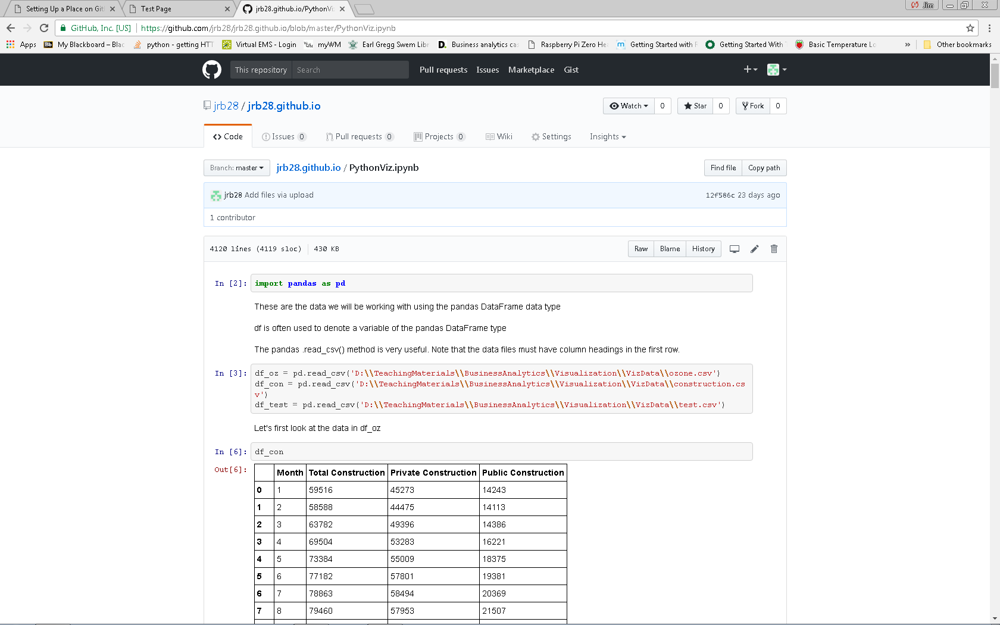 Setting Up a Place on Git
Test Page
jrb28.github.io/PythonViz
Jim
GitHub, Inc. [US] https://github.com/jrb28/jrb28.github.io/blob/master/PythonViz.ipynb
Apps My Blackboard – Blac python - getting HTT Virtual EMS - Login myWM Earl Gregg Swem Libr Business analytics cas Raspberry Pi Zero He Getting Started with Getting Started With Basic Temperature Lo » Other bookmarks
This repository Search Pull requests Issues Marketplace Gist
jrb28 / jrb28.github.io Watch 0 Star 0 Fork 0
Code Issues 0 Pull requests 0 Projects 0 Wiki Settings Insights
Branch: master jrb28.github.io / PythonViz.ipynb Find file Copy path
jrb28 Add files via upload 12f586c 23 days ago
1 contributor
4120 lines (4119 sloc) 430 KB Raw Blame History
In [2]: import pandas as pd
These are the data we will be working with using the pandas DataFrame data type
df is often used to denote a variable of the pandas DataFrame type
The pandas .read_csv() method is very useful. Note that the data files must have column headings in the first row.
In [3]: df_oz = pd.read_csv('D:\\TeachingMaterials\\BusinessAnalytics\\Visualization\\VizData\\ozone.csv')
df_con = pd.read_csv('D:\\TeachingMaterials\\BusinessAnalytics\\Visualization\\VizData\\construction.cs
v')
df_test = pd.read_csv('D:\\TeachingMaterials\\BusinessAnalytics\\Visualization\\VizData\\test.csv')
Let's first look at the data in df_oz
In [6]: df_con
Out[6]:
Month Total Construction Private Construction Public Construction
0 1 59516 45273 14243
1 2 58588 44475 14113
2 3 63782 49396 14386
3 4 69504 53283 16221
4 5 73384 55009 18375
5 6 77182 57801 19381
6 7 78863 58494 20369
7 8 79460 57953 21507